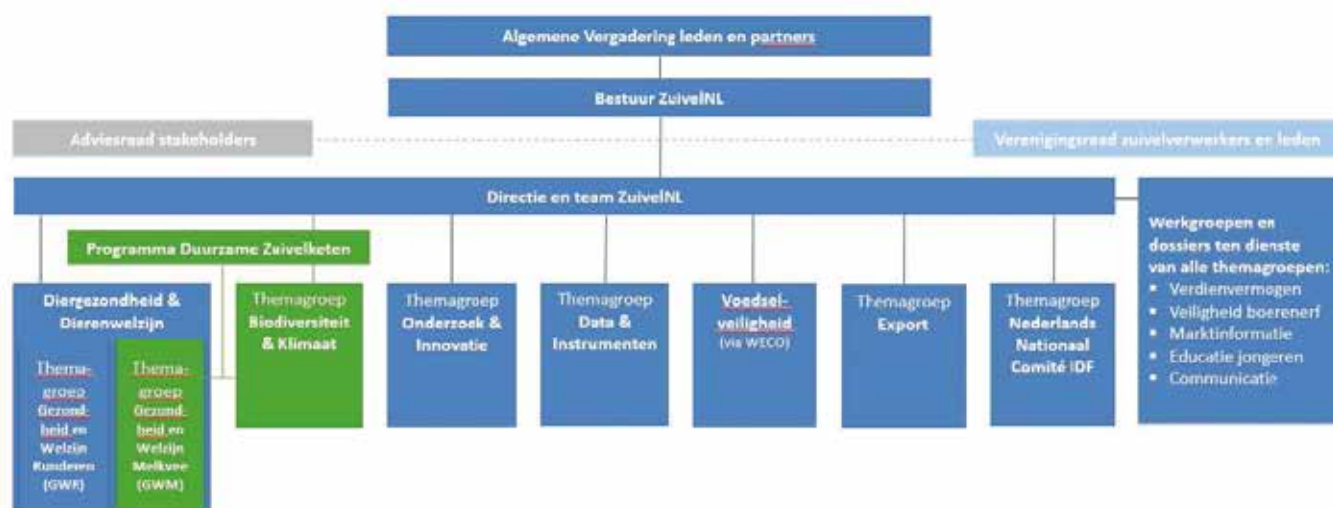 Algemene Vergadering leden en partners
Bestuur ZuivelNL
Adviesraad stakeholders
Verenigingsraad zuivelverwerkers en leden
Directie en team ZuivelNL
Programma Duurzame Zuivelketen
Diergezondheid &
Dierenwelzijn
Thema-
groep
Gezond-
heid en
Welzijn
Runderen
(GWR)
Thema-
groep
Gezond-
heid en
Welzijn
Melkvee
(GWM)
Themagroep
Biodiversiteit
& Klimaat
Themagroep
Onderzoek &
Innovatie
Themagroep
Data &
Instrumenten
Voedsel-
veiligheid
(via WECO)
Themagroep
Export
Themagroep
Nederlands
Nationaal
Comité IDF
Werkgroepen en
dossiers ten dienste
van alle themagroepen:
▪ Verdienvermogen
▪ Veiligheid boerenerf
▪ Marktinformatie
▪ Educatie jongeren
▪ Communicatie